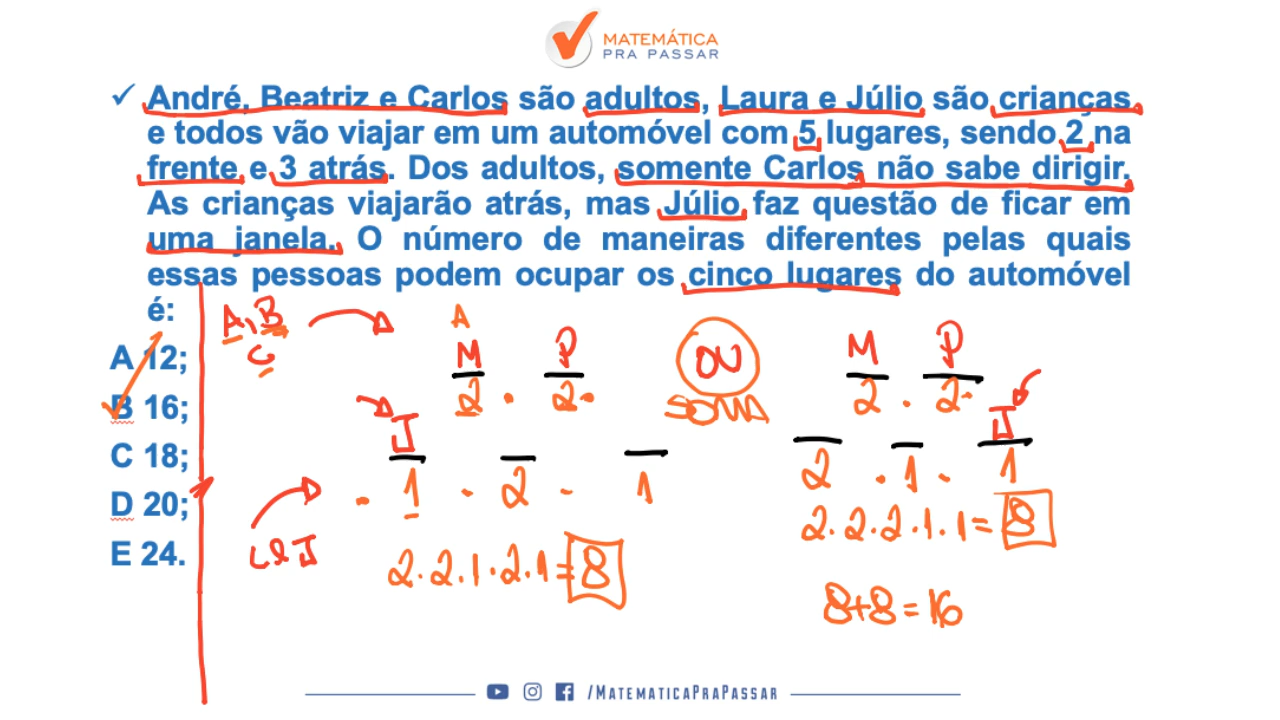 MATEMÁTICA
PRA PASSAR
✓ André, Beatriz e Carlos são adultos, Laura e Júlio são crianças
e todos vão viajar em um automóvel com 5 lugares, sendo 2 na
frente e 3 atrás. Dos adultos, somente Carlos não sabe dirigir.
As crianças viajarão atrás, mas Júlio faz questão de ficar em
uma janela. O número de maneiras diferentes pelas quais
essas pessoas podem ocupar os cinco lugares do automóvel
é:
A 12;
B 16;
C 18;
D 20;
E 24.
A, B
C
A
M P
2 . 2 .
J
. 1 . 2 . 1
L e J
2 . 2 . 1 . 2 . 1 = 8
OU
SOMA
M P
2 . 2 .
J
2 . 1 . 1
2 . 2 . 2 . 1 . 1 = 8
8+8=16
/MATEMATICAPRAPASSAR